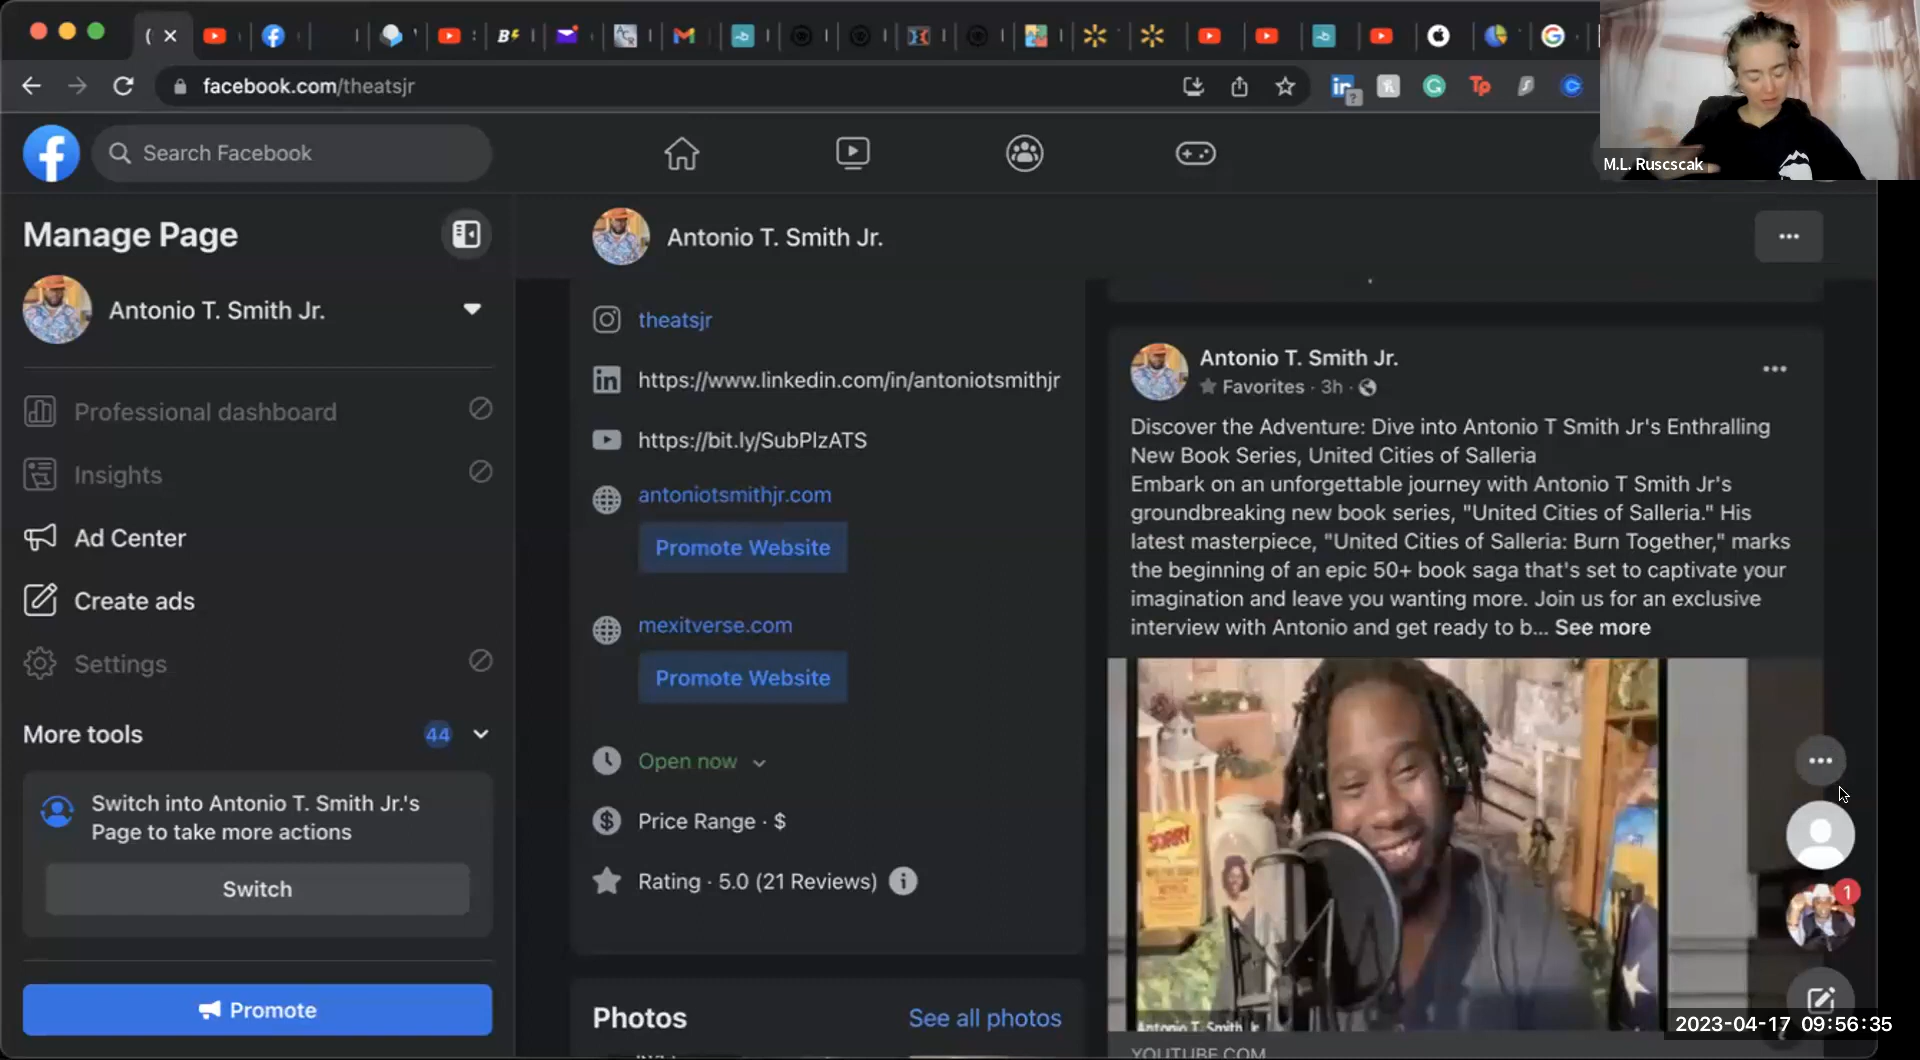 facebook.com/theatsjr
Search Facebook
M.L. Ruscscak
Manage Page
Antonio T. Smith Jr.
Professional dashboard
Insights
Ad Center
Create ads
Settings
More tools
44
Switch into Antonio T. Smith Jr.'s
Page to take more actions
Switch
Promote
Antonio T. Smith Jr.
theatsjr
https://www.linkedin.com/in/antoniotsmithjr
https://bit.ly/SubPlzATS
antoniotsmithjr.com
Promote Website
mexitverse.com
Promote Website
Open now
Price Range · $
Rating · 5.0 (21 Reviews)
Photos
See all photos
Antonio T. Smith Jr.
Favorites · 3h ·
Discover the Adventure: Dive into Antonio T Smith Jr's Enthralling
New Book Series, United Cities of Salleria
Embark on an unforgettable journey with Antonio T Smith Jr's
groundbreaking new book series, "United Cities of Salleria." His
latest masterpiece, "United Cities of Salleria: Burn Together," marks
the beginning of an epic 50+ book saga that's set to captivate your
imagination and leave you wanting more. Join us for an exclusive
interview with Antonio and get ready to b... See more
SORRY
Antonio T. Smith Jr.
1
YOUTUBE.COM
2023-04-17 09:56:35